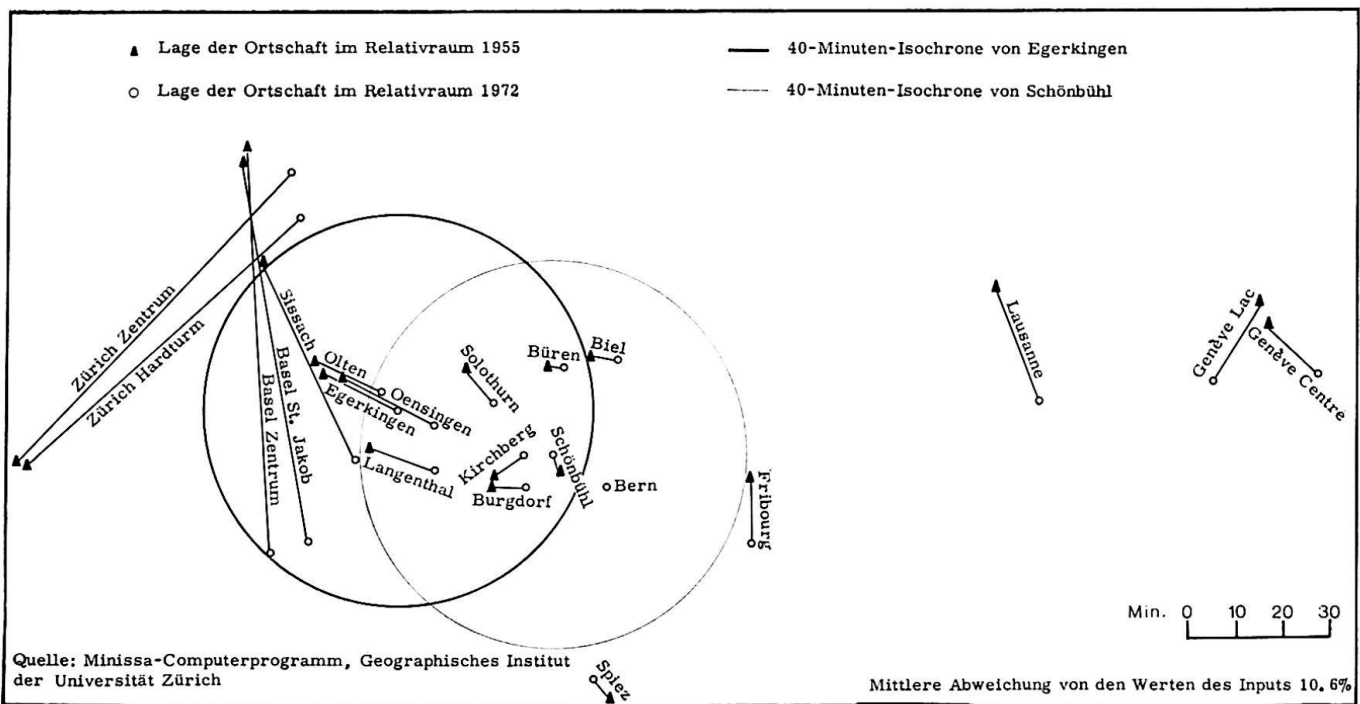 Lage der Ortschaft im Relativraum 1955
40-Minuten-Isochrone von Egerkingen
Lage der Ortschaft im Relativraum 1972
40-Minuten-Isochrone von Schönbühl
Zürich Zentrum
Zürich Hardturm
Sissach
Basel St. Jakob
Basel Zentrum
Olten
Egerkingen
Oensingen
Langenthal
Solothurn
Büren
Biel
Kirchberg
Burgdorf
Schönbühl
Bern
Fribourg
Lausanne
Genève Lac
Genève Centre
Spiez
Min. 0 10 20 30
Quelle: Minissa-Computerprogramm, Geographisches Institut
der Universität Zürich
Mittlere Abweichung von den Werten des Inputs 10.6%